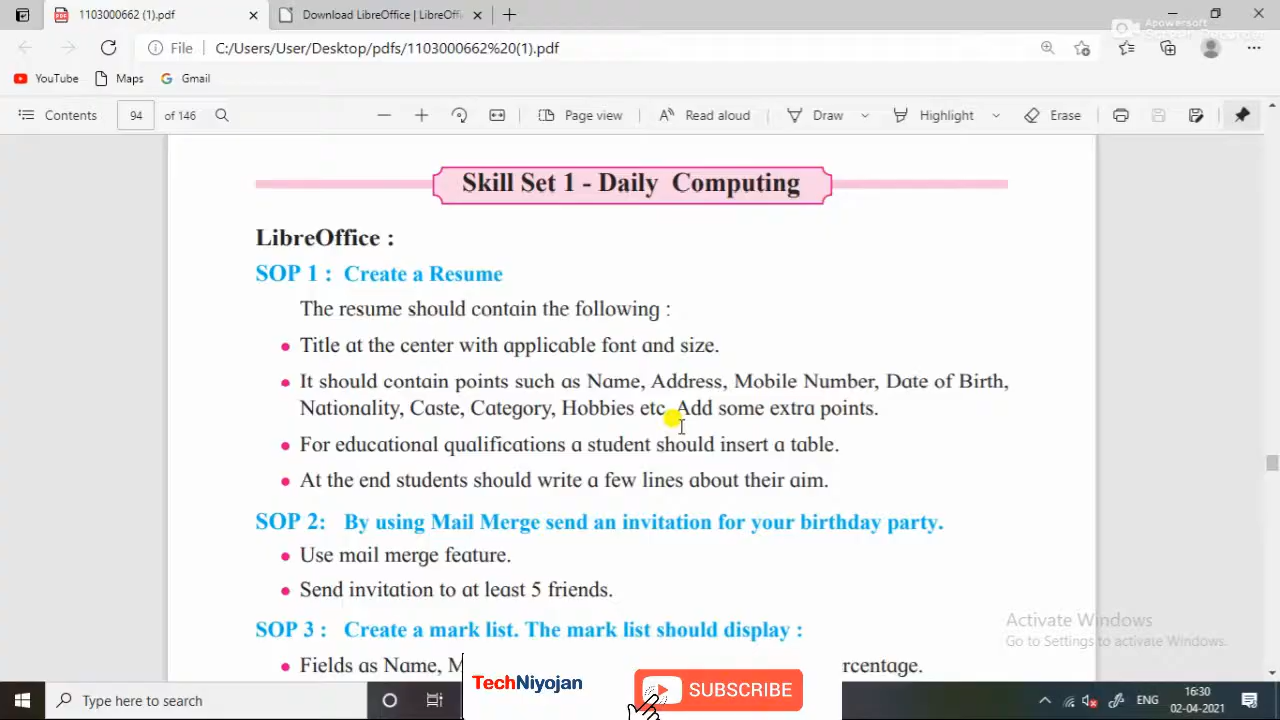 1103000662 (1).pdf
Download LibreOffice | LibreOff
Apowersoft
Screen Recorder
File
C:/Users/User/Desktop/pdfs/1103000662%20(1).pdf
YouTube
Maps
Gmail
Contents
94
of 146
Page view
Read aloud
Draw
Highlight
Erase
Skill Set 1 - Daily Computing
LibreOffice :
SOP 1 : Create a Resume
The resume should contain the following :
• Title at the center with applicable font and size.
• It should contain points such as Name, Address, Mobile Number, Date of Birth,
Nationality, Caste, Category, Hobbies etc. Add some extra points.
• For educational qualifications a student should insert a table.
• At the end students should write a few lines about their aim.
SOP 2: By using Mail Merge send an invitation for your birthday party.
• Use mail merge feature.
• Send invitation to at least 5 friends.
Activate Windows
Go to Settings to activate Windows.
SOP 3 : Create a mark list. The mark list should display :
• Fields as Name, M
rcentage.
TechNiyojan
SUBSCRIBE
Type here to search
ENG
16:30
02-04-2021